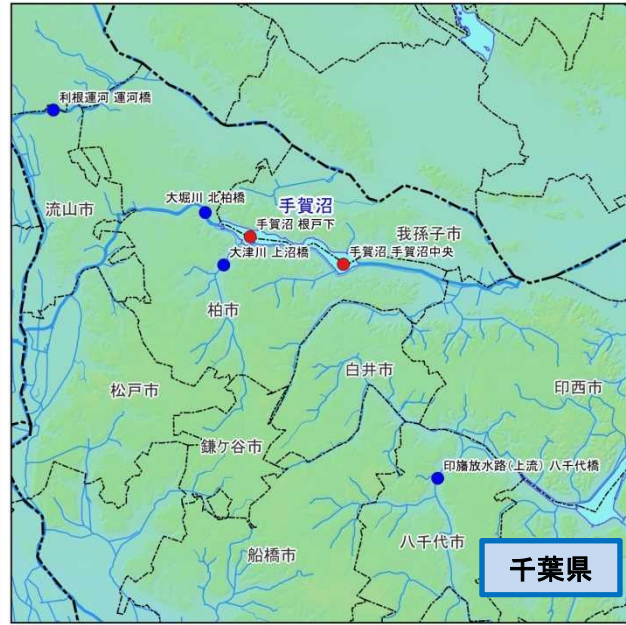 利根運河 運河橋
大堀川 北柏橋
手賀沼
流山市
手賀沼 根戸下
我孫子市
大津川 上沼橋
手賀沼 手賀沼中央
柏市
白井市
松戸市
印西市
鎌ケ谷市
印旛放水路(上流) 八千代橋
八千代市
船橋市
千葉県